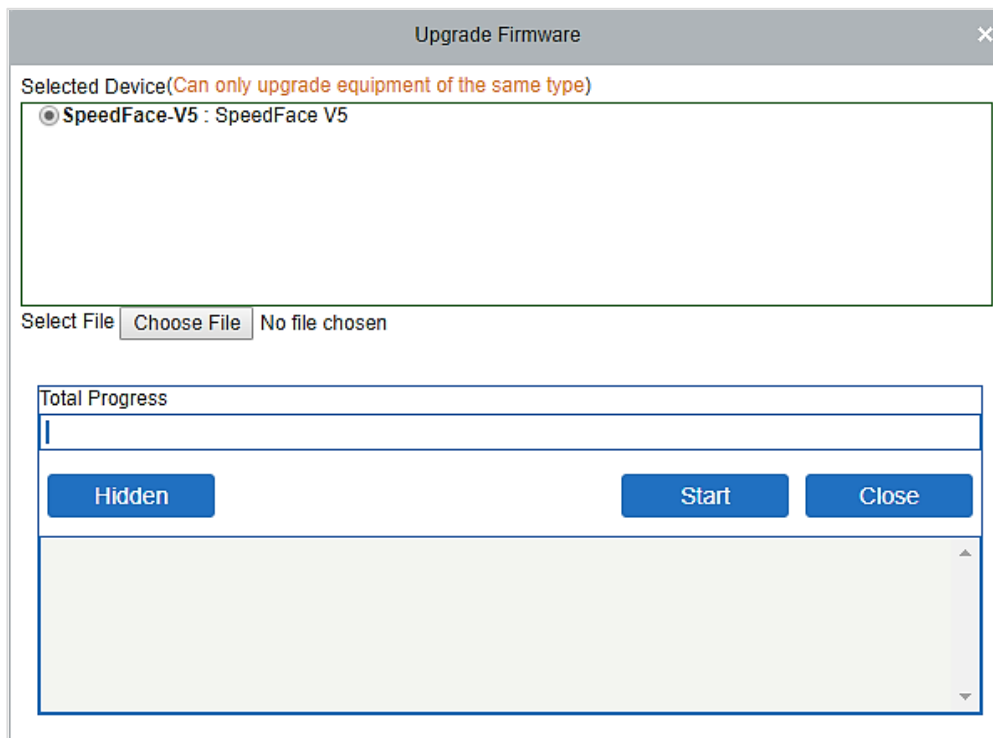 Upgrade Firmware
Selected Device(Can only upgrade equipment of the same type)
SpeedFace-V5 : SpeedFace V5
Select File Choose File No file chosen
Total Progress
Hidden Start Close